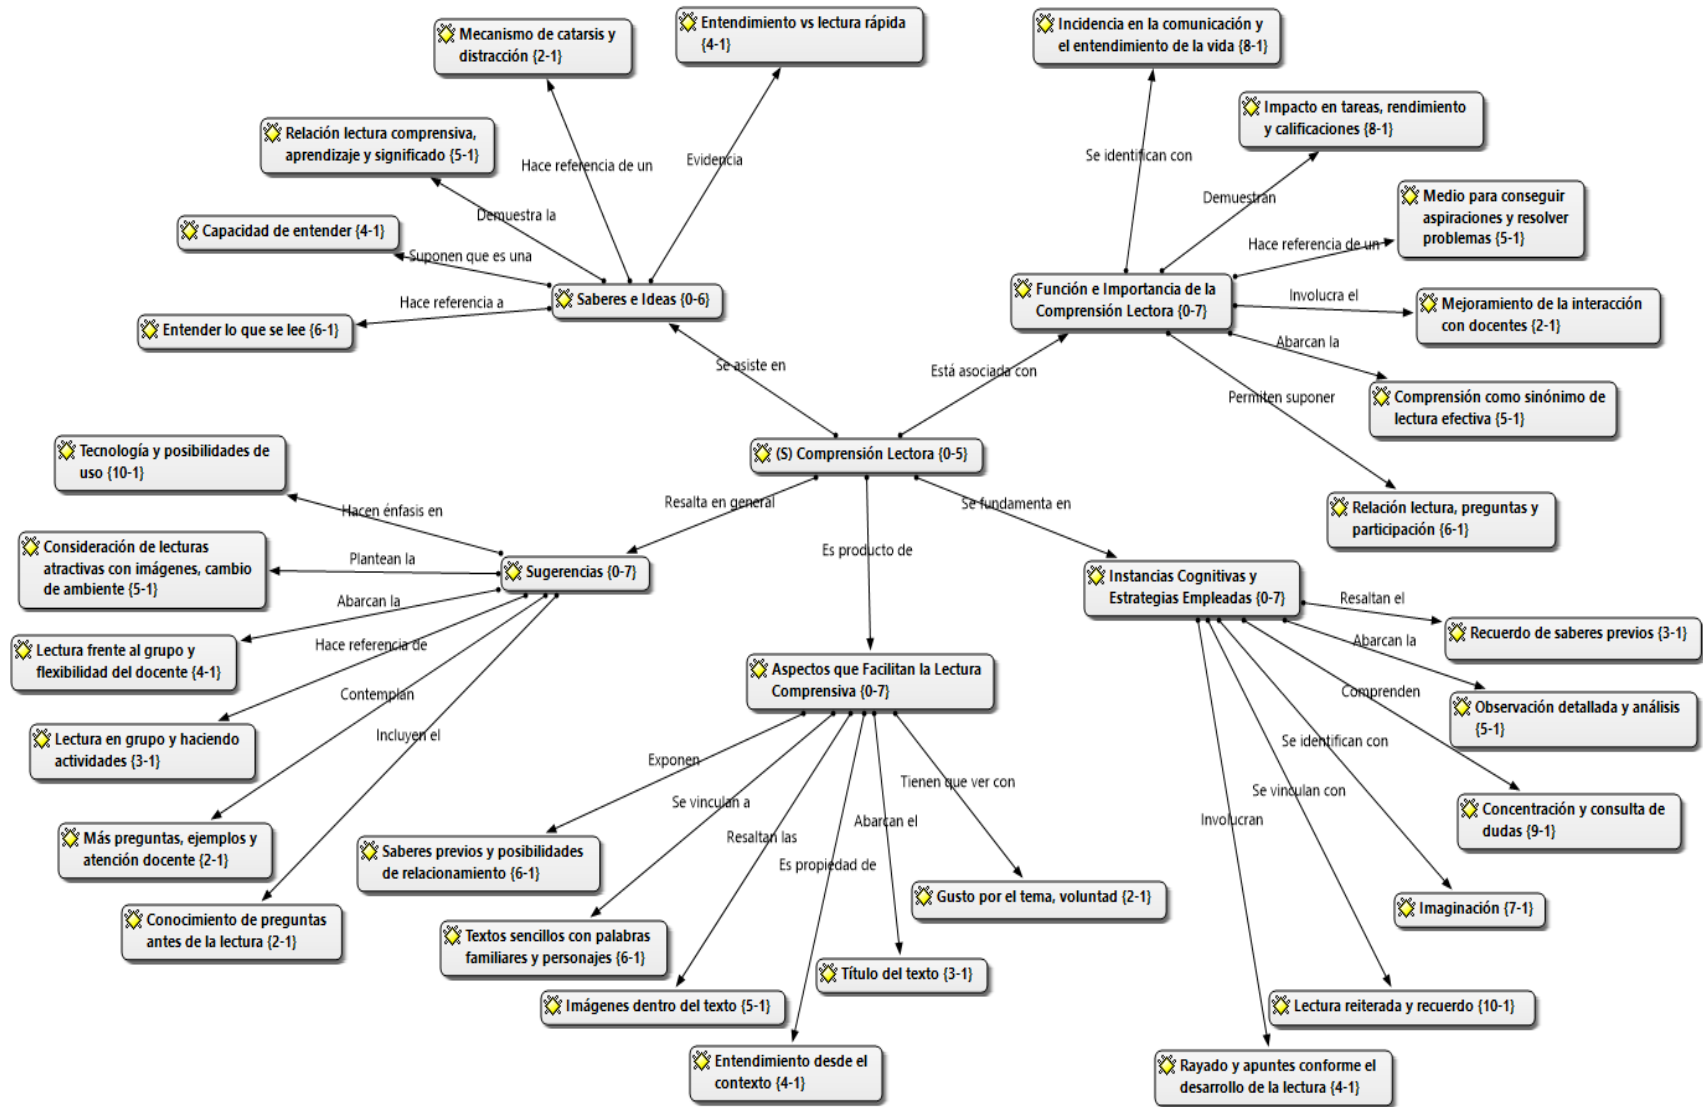 Mecanismo de catarsis y
distracción {2-1}
Entendimiento vs lectura rápida
{4-1}
Incidencia en la comunicación y
el entendimiento de la vida {8-1}
Impacto en tareas, rendimiento
y calificaciones {8-1}
Relación lectura comprensiva,
aprendizaje y significado {5-1}
Hace referencia de un
Evidencia
Se identifican con
Demuestran
Medio para conseguir
aspiraciones y resolver
problemas {5-1}
Demuestra la
Capacidad de entender {4-1}
Suponen que es una
Hace referencia de un
Hace referencia a
Saberes e Ideas {0-6}
Función e Importancia de la
Comprensión Lectora {0-7}
Involucra el
Mejoramiento de la interacción
con docentes {2-1}
Entender lo que se lee {6-1}
Abarcan la
Se asiste en
Está asociada con
Permiten suponer
Comprensión como sinónimo de
lectura efectiva {5-1}
Tecnología y posibilidades de
uso {10-1}
(S) Comprensión Lectora {0-5}
Hacen énfasis en
Resalta en general
Se fundamenta en
Relación lectura, preguntas y
participación {6-1}
Consideración de lecturas
atractivas con imágenes, cambio
de ambiente {5-1}
Plantean la
Sugerencias {0-7}
Es producto de
Instancias Cognitivas y
Estrategias Empleadas {0-7}
Resaltan el
Abarcan la
Recuerdo de saberes previos {3-1}
Abarcan la
Hace referencia de
Lectura frente al grupo y
flexibilidad del docente {4-1}
Aspectos que Facilitan la Lectura
Comprensiva {0-7}
Contemplan
Comprenden
Observación detallada y análisis
{5-1}
Lectura en grupo y haciendo
actividades {3-1}
Incluyen el
Se identifican con
Exponen
Tienen que ver con
Se vinculan con
Se vinculan a
Abarcan el
Involucran
Concentración y consulta de
dudas {9-1}
Más preguntas, ejemplos y
atención docente {2-1}
Resaltan las
Saberes previos y posibilidades
de relacionamiento {6-1}
Es propiedad de
Gusto por el tema, voluntad {2-1}
Imaginación {7-1}
Conocimiento de preguntas
antes de la lectura {2-1}
Textos sencillos con palabras
familiares y personajes {6-1}
Título del texto {3-1}
Imágenes dentro del texto {5-1}
Lectura reiterada y recuerdo {10-1}
Entendimiento desde el
contexto {4-1}
Rayado y apuntes conforme el
desarrollo de la lectura {4-1}